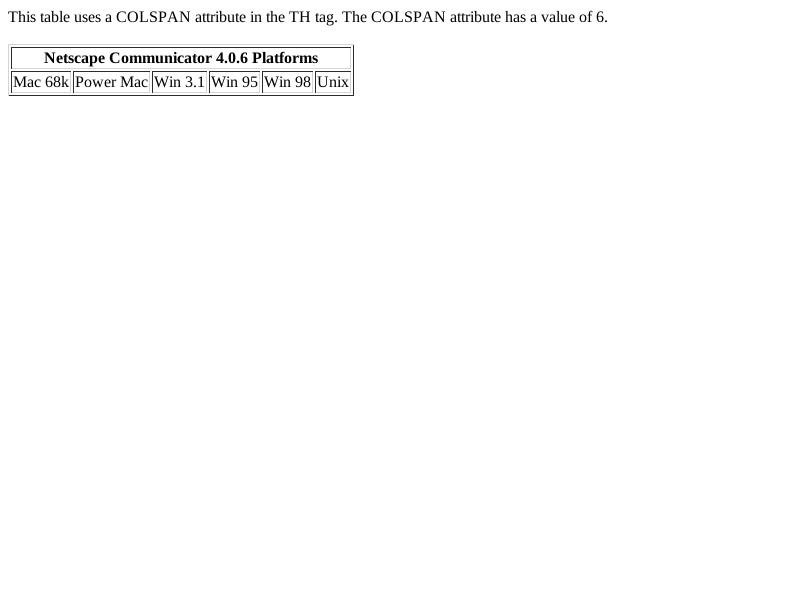 This table uses a COLSPAN attribute in the TH tag. The COLSPAN attribute has a value of 6.
Netscape Communicator 4.0.6 Platforms
Mac 68k Power Mac Win 3.1 Win 95 Win 98 Unix